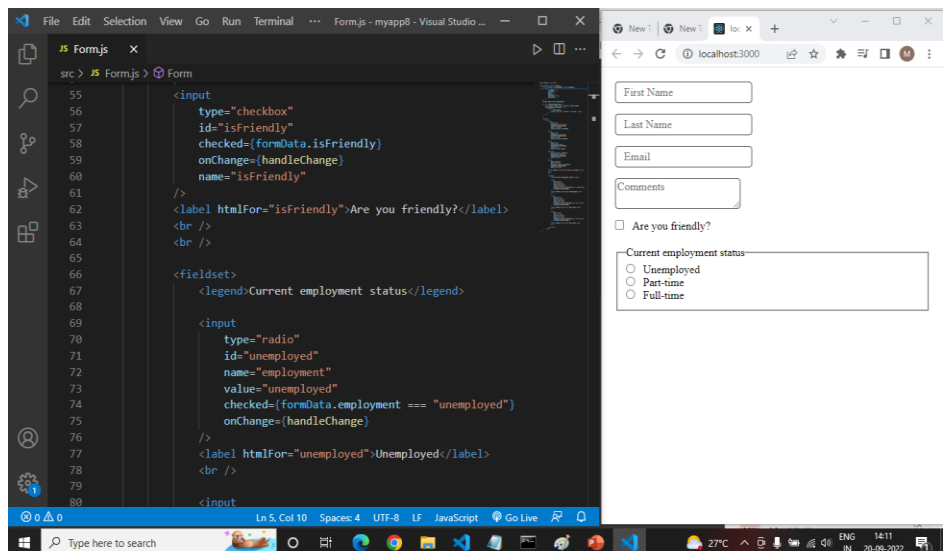 File Edit Selection View Go Run Terminal ··· Form.js - myapp8 - Visual Studio ...
JS Form.js
src > JS Form.js > Form
55 <input
56 type="checkbox"
57 id="isFriendly"
58 checked={formData.isFriendly}
59 onChange={handleChange}
60 name="isFriendly"
61 />
62 <label htmlFor="isFriendly">Are you friendly?</label>
63 <br />
64 <br />
65
66 <fieldset>
67 <legend>Current employment status</legend>
68
69 <input
70 type="radio"
71 id="unemployed"
72 name="employment"
73 value="unemployed"
74 checked={formData.employment === "unemployed"}
75 onChange={handleChange}
76 />
77 <label htmlFor="unemployed">Unemployed</label>
78 <br />
79
80 <input
1
0 0 Ln 5, Col 10 Spaces: 4 UTF-8 LF JavaScript Go Live
New New loc
localhost:3000 M
First Name
Last Name
Email
Comments
Are you friendly?
Current employment status
Unemployed
Part-time
Full-time
Type here to search
27°C
ENG
IN
14:11
20-09-2022